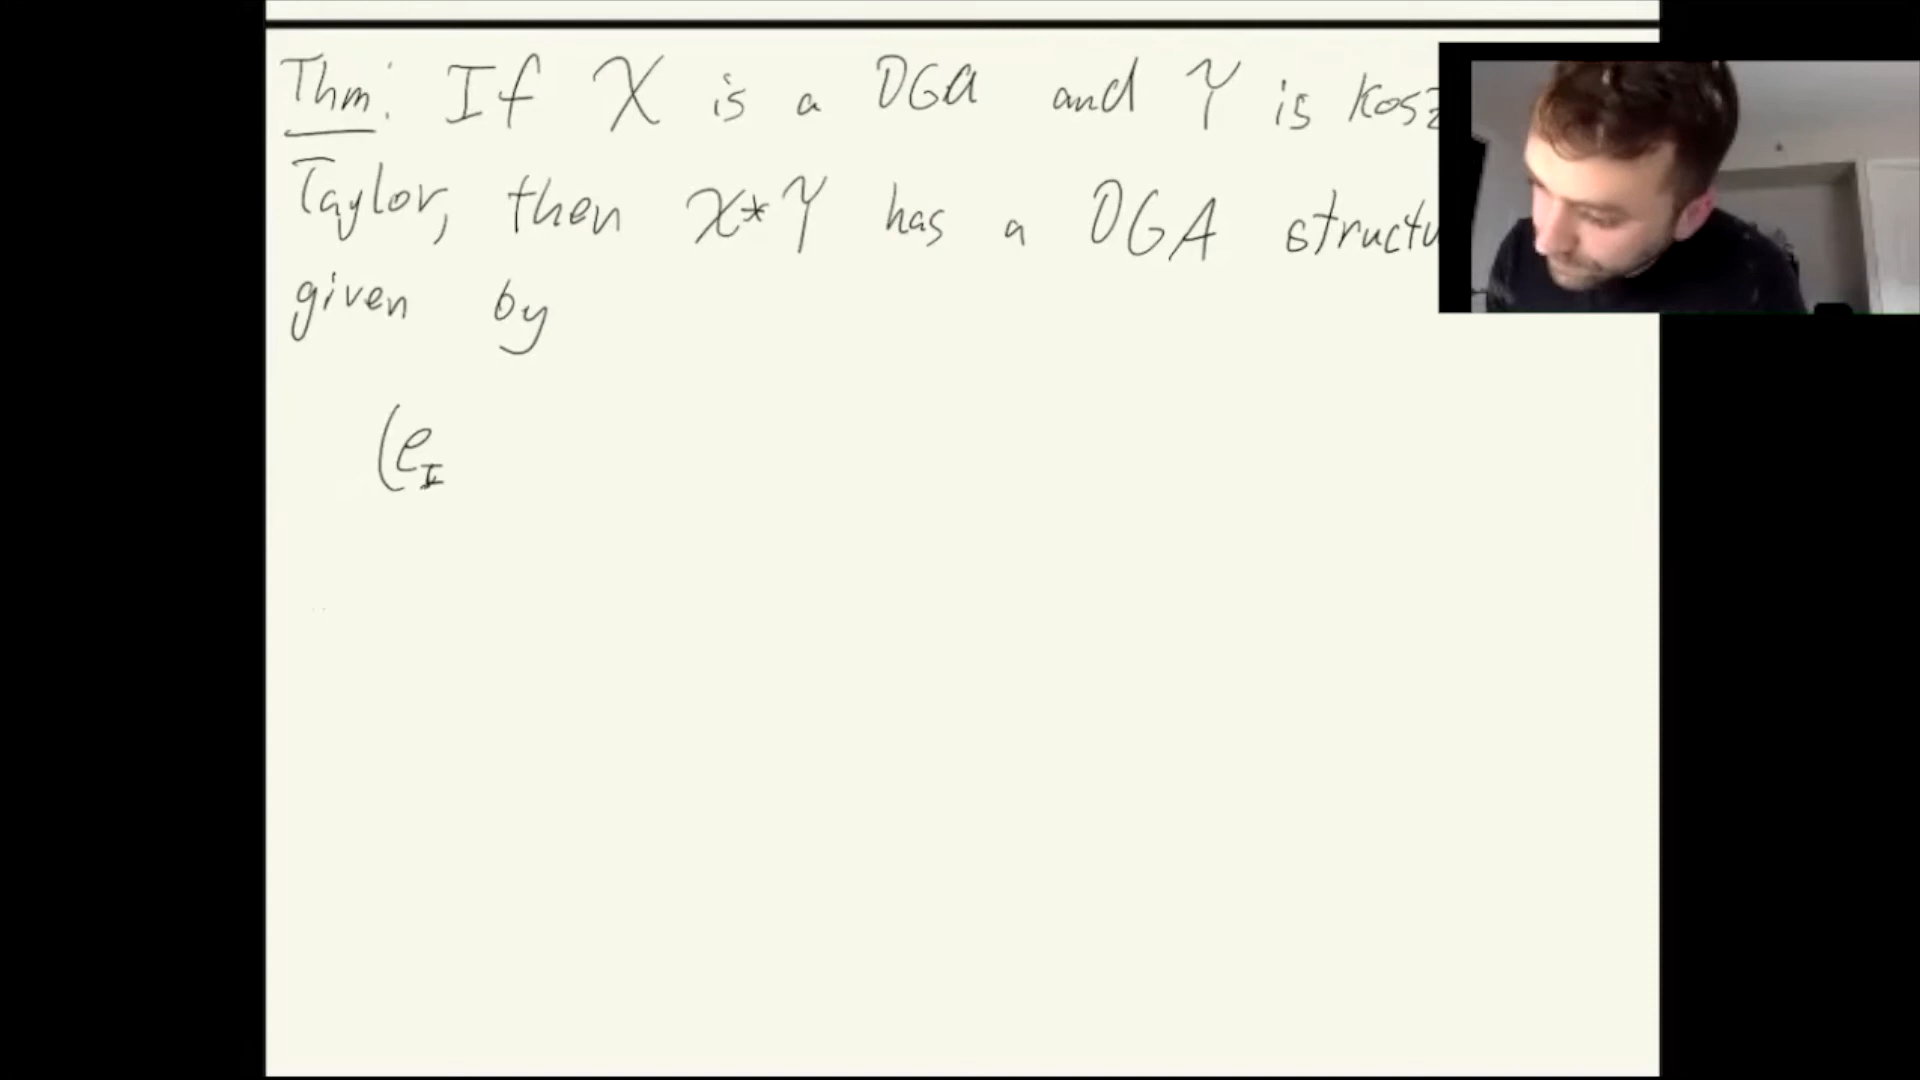 Thm: If X is a DGA and Y is
Taylor, then X*Y has a DGA
given by
(e_I